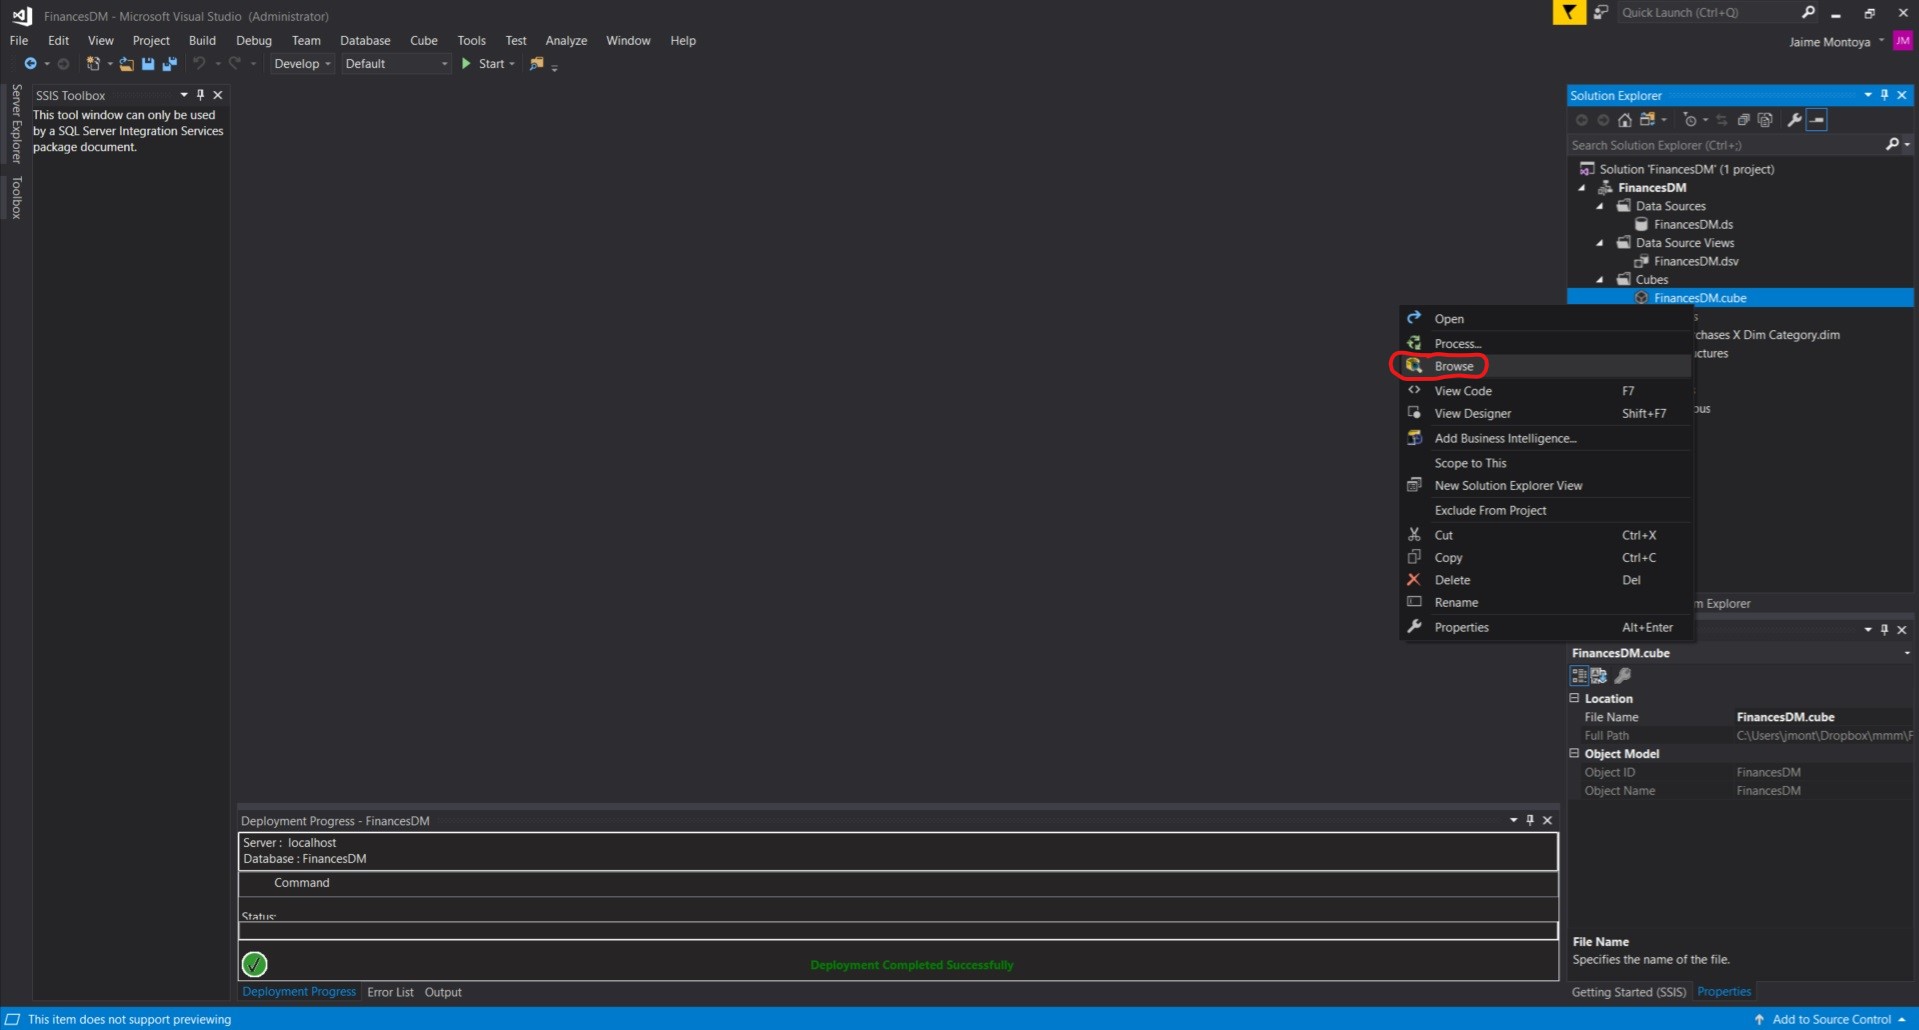 FinancesDM - Microsoft Visual Studio (Administrator)
Quick Launch (Ctrl+Q)
File Edit View Project Build Debug Team Database Cube Tools Test Analyze Window Help
Jaime Montoya JM
Develop Default Start
Server Explorer
Toolbox
SSIS Toolbox
This tool window can only be used
by a SQL Server Integration Services
package document.
Solution Explorer
Search Solution Explorer (Ctrl+;)
Solution 'FinancesDM' (1 project)
FinancesDM
Data Sources
FinancesDM.ds
Data Source Views
FinancesDM.dsv
Cubes
FinancesDM.cube
chases X Dim Category.dim
Open
Process...
Browse
View Code F7
View Designer Shift+F7
Add Business Intelligence...
Scope to This
New Solution Explorer View
Exclude From Project
Cut Ctrl+X
Copy Ctrl+C
Delete Del
Rename
Properties Alt+Enter
m Explorer
FinancesDM.cube
Location
File Name FinancesDM.cube
Full Path C:\Users\jmont\Dropbox\mmm\F
Object Model
Object ID FinancesDM
Object Name FinancesDM
File Name
Specifies the name of the file.
Getting Started (SSIS) Properties
Deployment Progress - FinancesDM
Server : localhost
Database : FinancesDM
Command
Status:
Deployment Completed Successfully
Deployment Progress Error List Output
This item does not support previewing
Add to Source Control